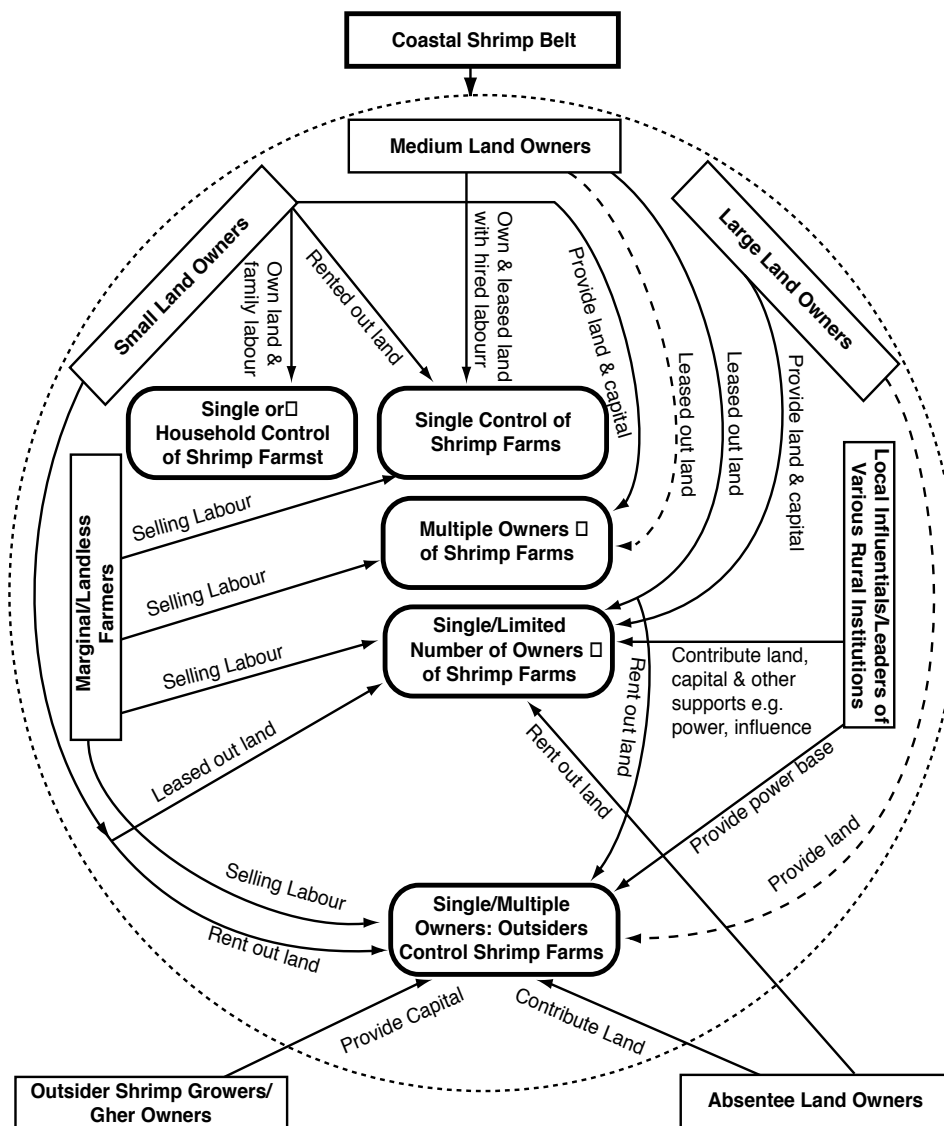 Coastal Shrimp Belt
Medium Land Owners
Small Land Owners
Large Land Owners
Own land &
family labour
Rented out land
Own & leased land
with hired labourr
Provide land & capital
Leased out land
Leased out land
Provide land & capital
Single or□
Household Control
of Shrimp Farmst
Single Control of
Shrimp Farms
Marginal/Landless
Farmers
Local Influentials/Leaders of
Various Rural Institutions
Selling Labour
Multiple Owners □
of Shrimp Farms
Selling Labour
Single/Limited
Number of Owners □
of Shrimp Farms
Selling Labour
Contribute land,
capital & other
supports e.g.
power, influence
Leased out land
Rent out land
Rent out land
Provide power base
Provide land
Selling Labour
Rent out land
Single/Multiple
Owners: Outsiders
Control Shrimp Farms
Provide Capital
Contribute Land
Outsider Shrimp Growers/
Gher Owners
Absentee Land Owners